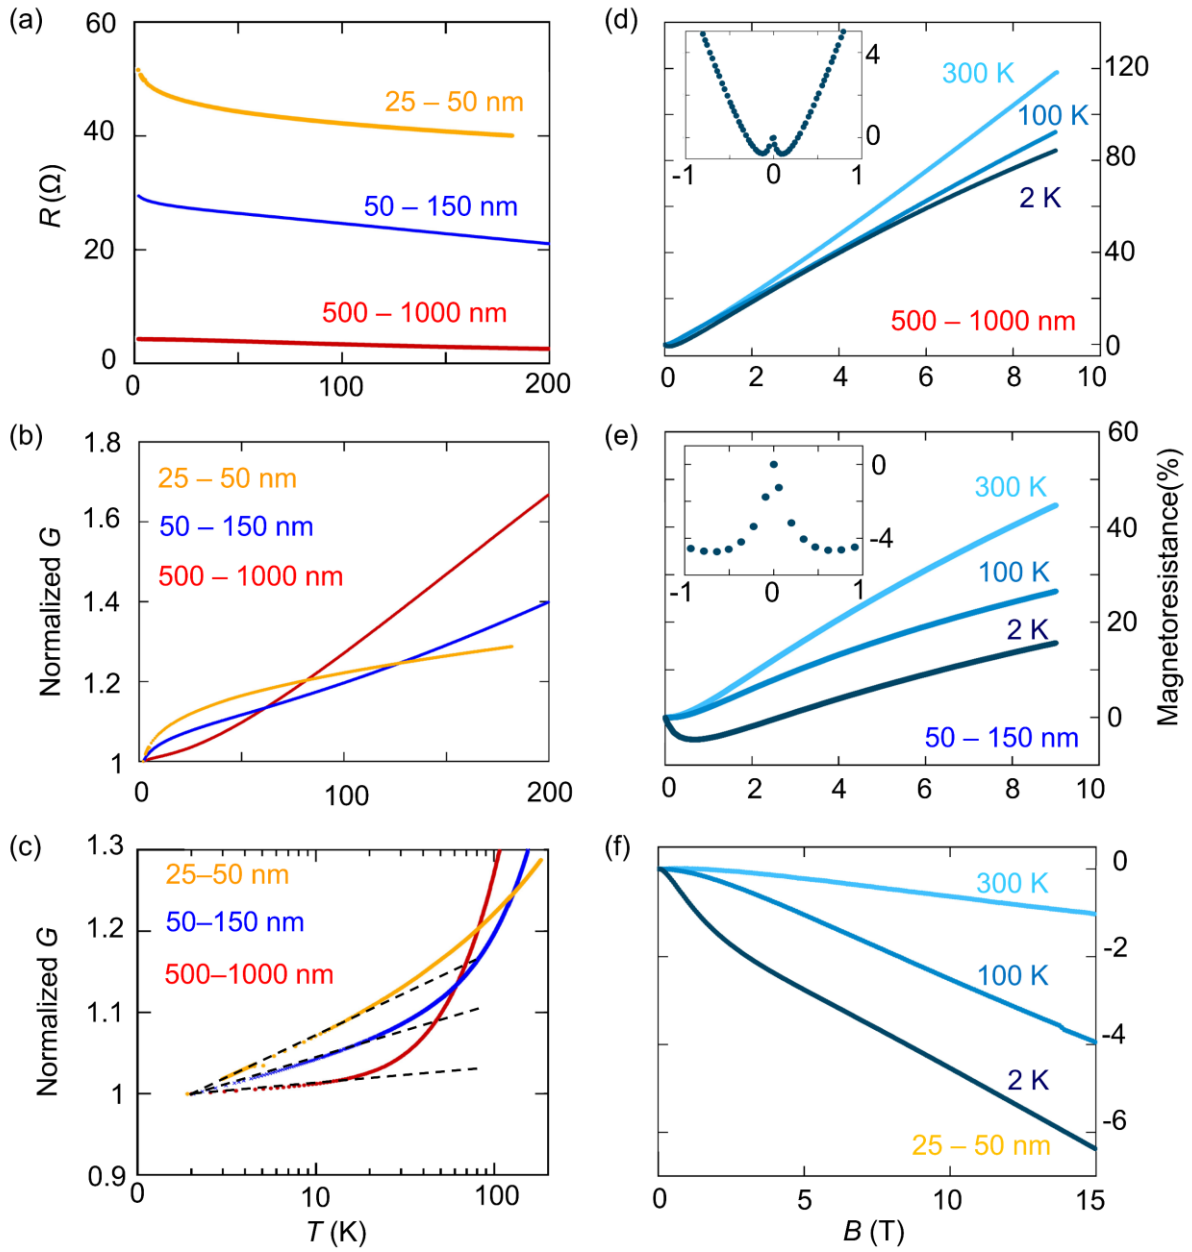 (a)
60
40
20
0
R (Ω)
25 – 50 nm
50 – 150 nm
500 – 1000 nm
0
100
200
(b)
1.8
1.6
1.4
1.2
1
Normalized G
25 – 50 nm
50 – 150 nm
500 – 1000 nm
0
100
200
(c)
1.3
1.2
1.1
1
0.9
Normalized G
25–50 nm
50–150 nm
500–1000 nm
0
10
100
T (K)
(d)
4
0
-1
0
1
300 K
100 K
2 K
500 – 1000 nm
120
80
40
0
0
2
4
6
8
10
(e)
0
-4
-1
0
1
300 K
100 K
2 K
50 – 150 nm
60
40
20
0
Magnetoresistance(%)
0
2
4
6
8
10
(f)
300 K
100 K
2 K
25 – 50 nm
0
-2
-4
-6
0
5
10
15
B (T)